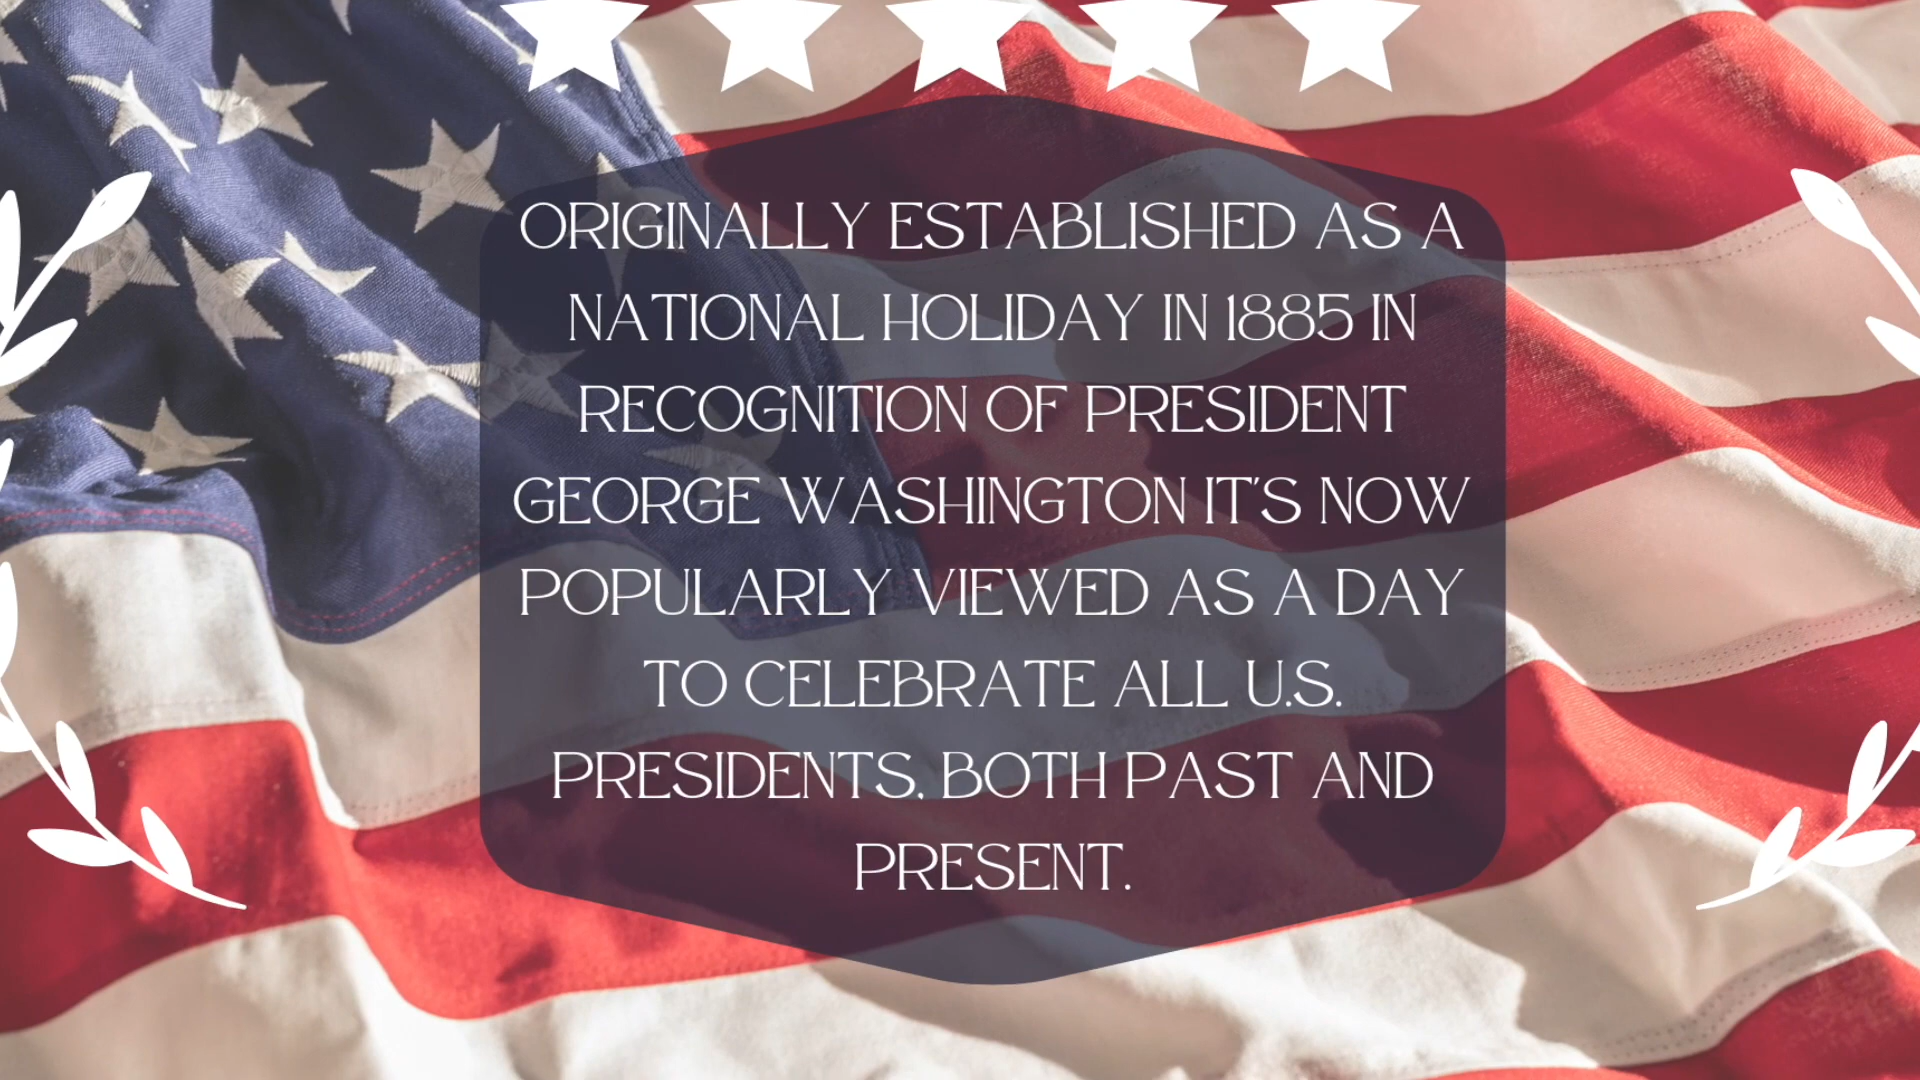 ORIGINALLY ESTABLISHED AS A
NATIONAL HOLIDAY IN 1885 IN
RECOGNITION OF PRESIDENT
GEORGE WASHINGTON IT'S NOW
POPULARLY VIEWED AS A DAY
TO CELEBRATE ALL U.S.
PRESIDENTS, BOTH PAST AND
PRESENT.